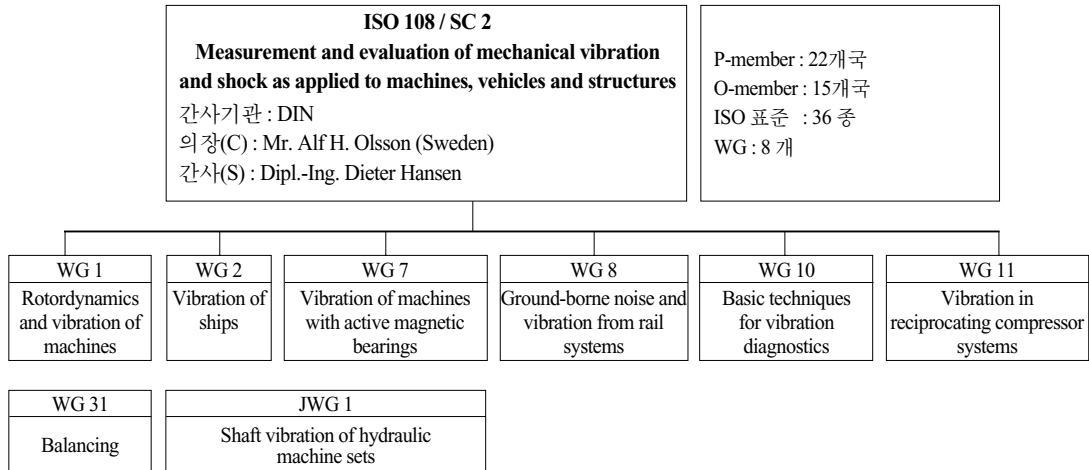 ISO 108 / SC 2
Measurement and evaluation of mechanical vibration
and shock as applied to machines, vehicles and structures
간사기관 : DIN
의장(C) : Mr. Alf H. Olsson (Sweden)
간사(S) : Dipl.-Ing. Dieter Hansen
P-member : 22개국
O-member : 15개국
ISO 표준 : 36 종
WG : 8 개
WG 1
Rotordynamics
and vibration of
machines
WG 2
Vibration of
ships
WG 7
Vibration of machines
with active magnetic
bearings
WG 8
Ground-borne noise and
vibration from rail
systems
WG 10
Basic techniques
for vibration
diagnostics
WG 11
Vibration in
reciprocating compressor
systems
WG 31
Balancing
JWG 1
Shaft vibration of hydraulic
machine sets